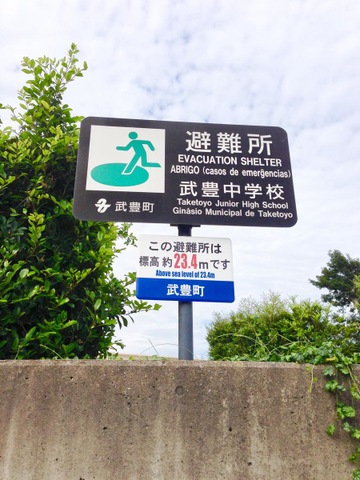 避難所
EVACUATION SHELTER
ABRIGO (casos de emerğencias)
武豊中学校
Taketoyo Junior High School
Ginásio Municipal de Taketoyo
武豊町
この避難所は
標高 約23.4mです
Above sea level of 23.4m
武豊町